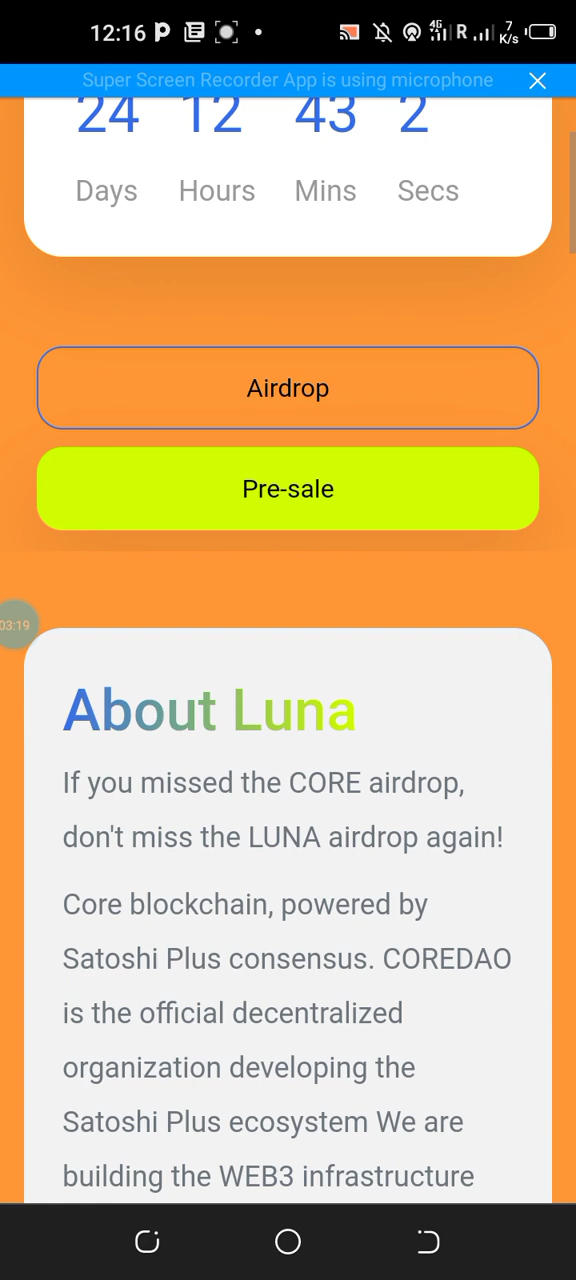 12:16
4G
R
7
K/s
Super Screen Recorder App is using microphone
24 12 43 2
Days Hours Mins Secs
Airdrop
Pre-sale
03:19
About Luna
If you missed the CORE airdrop,
don't miss the LUNA airdrop again!
Core blockchain, powered by
Satoshi Plus consensus. COREDAO
is the official decentralized
organization developing the
Satoshi Plus ecosystem We are
building the WEB3 infrastructure